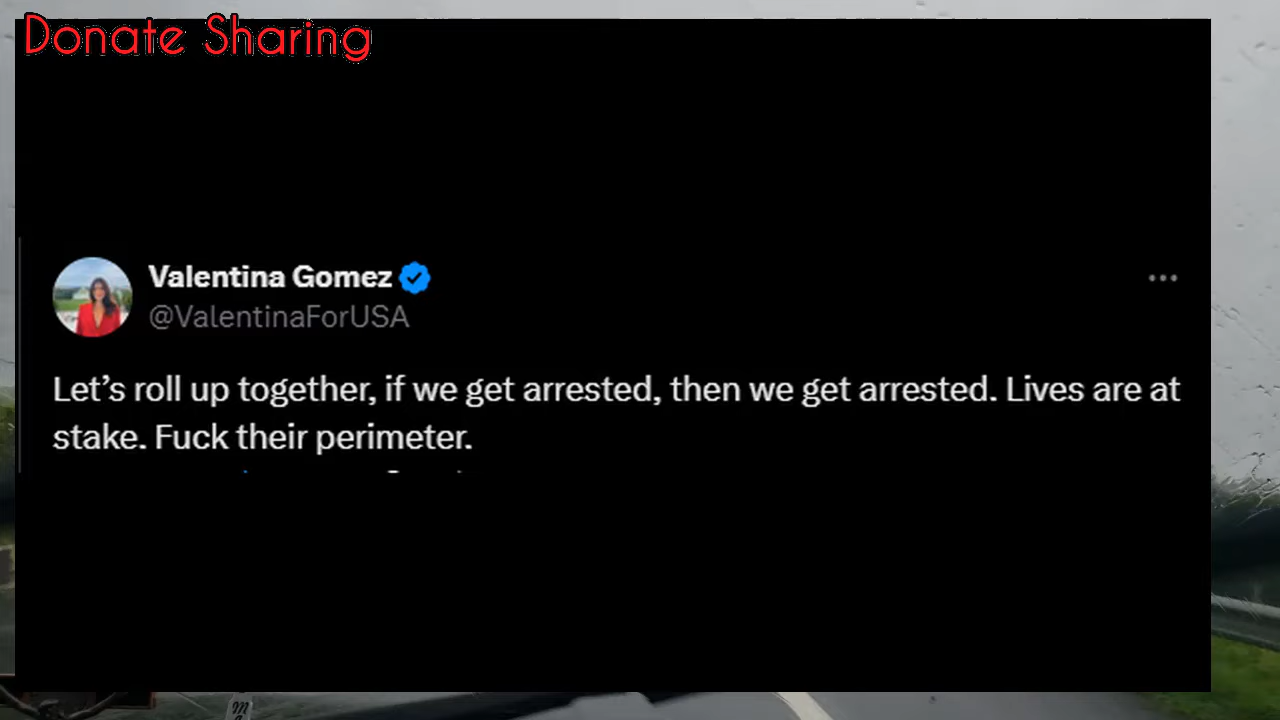 Donate Sharing
Valentina Gomez
@ValentinaForUSA
Let’s roll up together, if we get arrested, then we get arrested. Lives are at
stake. Fuck their perimeter.